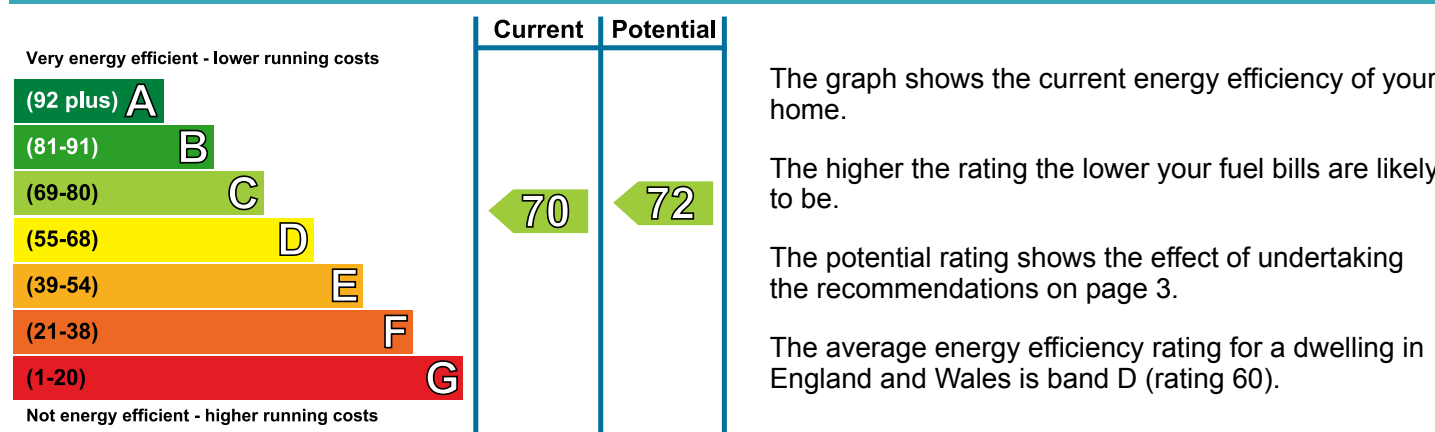 Current Potential
Very energy efficient - lower running costs
(92 plus) A
(81-91) B
(69-80) C
(55-68) D
(39-54) E
(21-38) F
(1-20) G
Not energy efficient - higher running costs
70
72
The graph shows the current energy efficiency of your
home.
The higher the rating the lower your fuel bills are likely
to be.
The potential rating shows the effect of undertaking
the recommendations on page 3.
The average energy efficiency rating for a dwelling in
England and Wales is band D (rating 60).